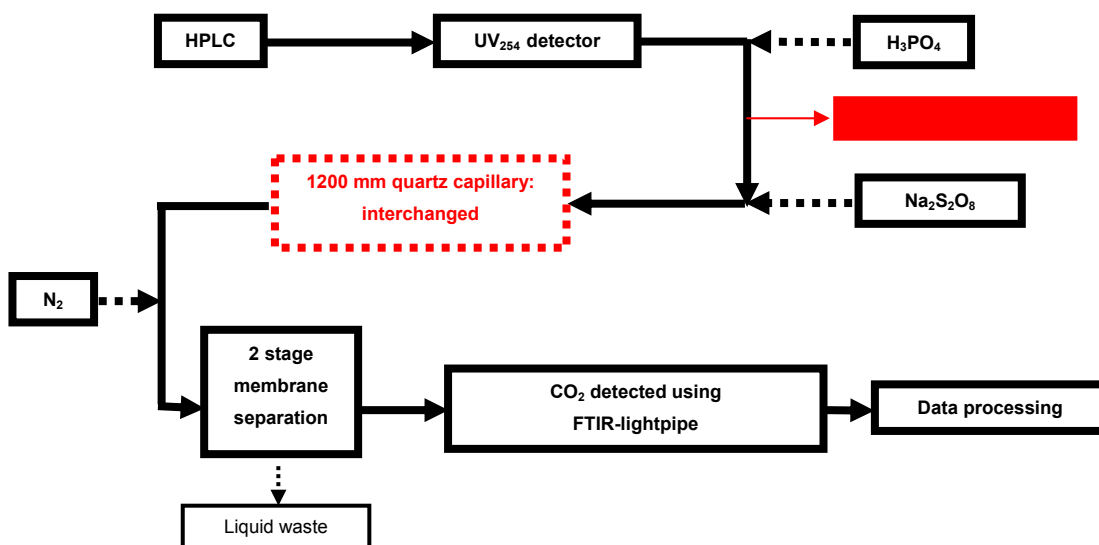 HPLC
UV₂₅₄ detector
H₃PO₄
1200 mm quartz capillary:
interchanged
Na₂S₂O₈
N₂
2 stage
membrane
separation
CO₂ detected using
FTIR-lightpipe
Data processing
Liquid waste